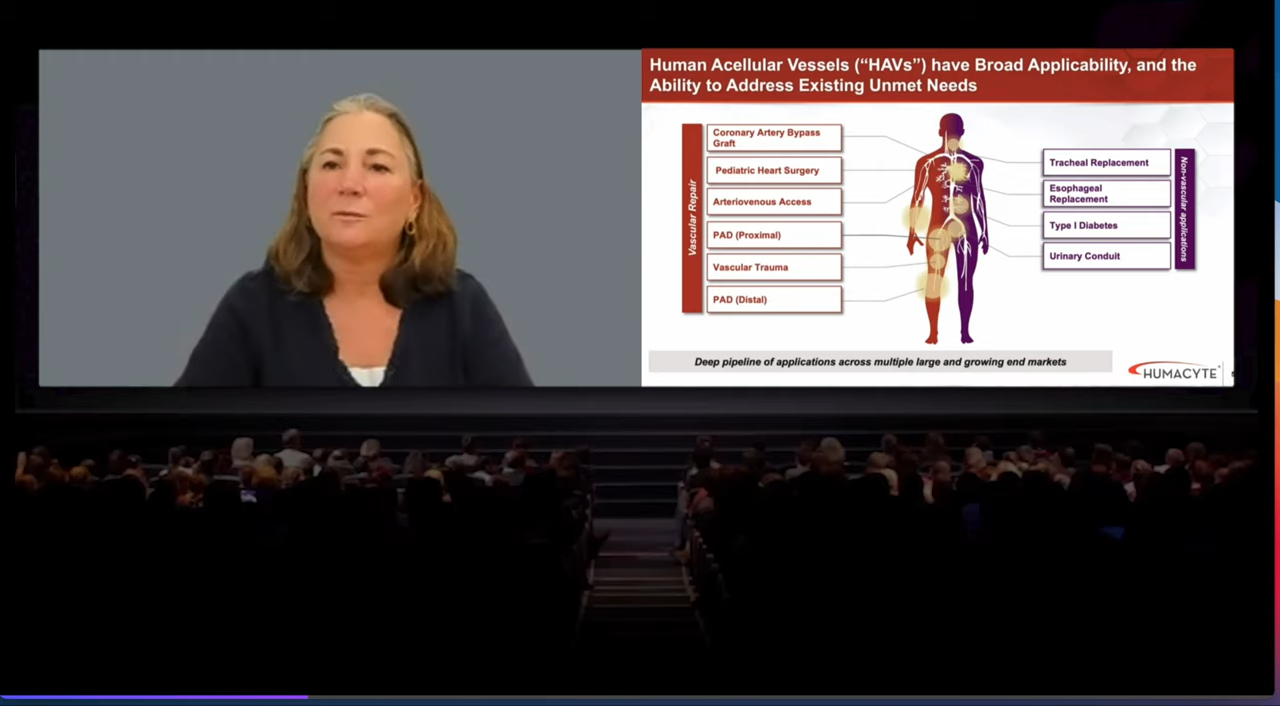 Human Acellular Vessels (“HAVs”) have Broad Applicability, and the
Ability to Address Existing Unmet Needs
Vascular Repair
Coronary Artery Bypass
Graft
Pediatric Heart Surgery
Arteriovenous Access
PAD (Proximal)
Vascular Trauma
PAD (Distal)
Tracheal Replacement
Esophageal
Replacement
Type I Diabetes
Urinary Conduit
Non-vascular applications
Deep pipeline of applications across multiple large and growing end markets
HUMACYTE